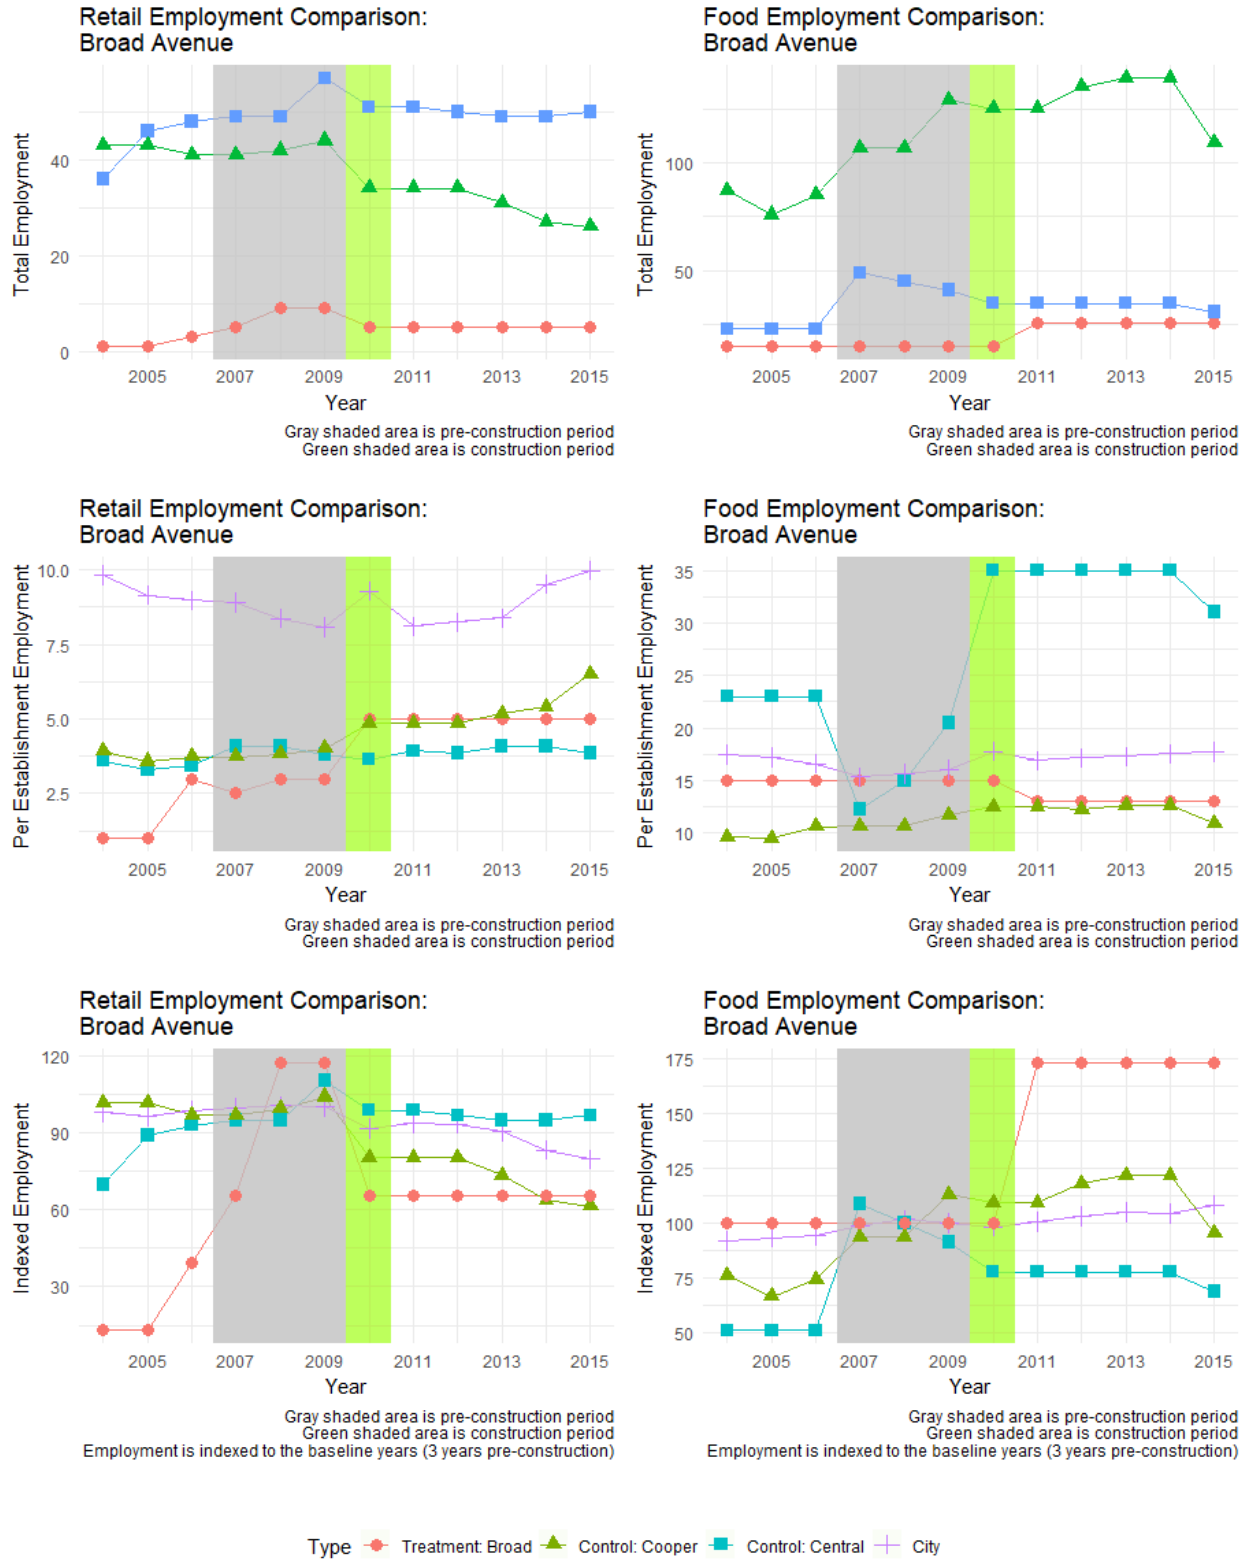 Retail Employment Comparison:
Broad Avenue
Total Employment
40
20
0
2005 2007 2009 2011 2013 2015
Year
Gray shaded area is pre-construction period
Green shaded area is construction period
Food Employment Comparison:
Broad Avenue
Total Employment
100
50
2005 2007 2009 2011 2013 2015
Year
Gray shaded area is pre-construction period
Green shaded area is construction period
Retail Employment Comparison:
Broad Avenue
Per Establishment Employment
10.0
7.5
5.0
2.5
2005 2007 2009 2011 2013 2015
Year
Gray shaded area is pre-construction period
Green shaded area is construction period
Food Employment Comparison:
Broad Avenue
Per Establishment Employment
35
30
25
20
15
10
2005 2007 2009 2011 2013 2015
Year
Gray shaded area is pre-construction period
Green shaded area is construction period
Retail Employment Comparison:
Broad Avenue
Indexed Employment
120
90
60
30
2005 2007 2009 2011 2013 2015
Year
Gray shaded area is pre-construction period
Green shaded area is construction period
Employment is indexed to the baseline years (3 years pre-construction)
Food Employment Comparison:
Broad Avenue
Indexed Employment
175
150
125
100
75
50
2005 2007 2009 2011 2013 2015
Year
Gray shaded area is pre-construction period
Green shaded area is construction period
Employment is indexed to the baseline years (3 years pre-construction)
Type Treatment: Broad Control: Cooper Control: Central City